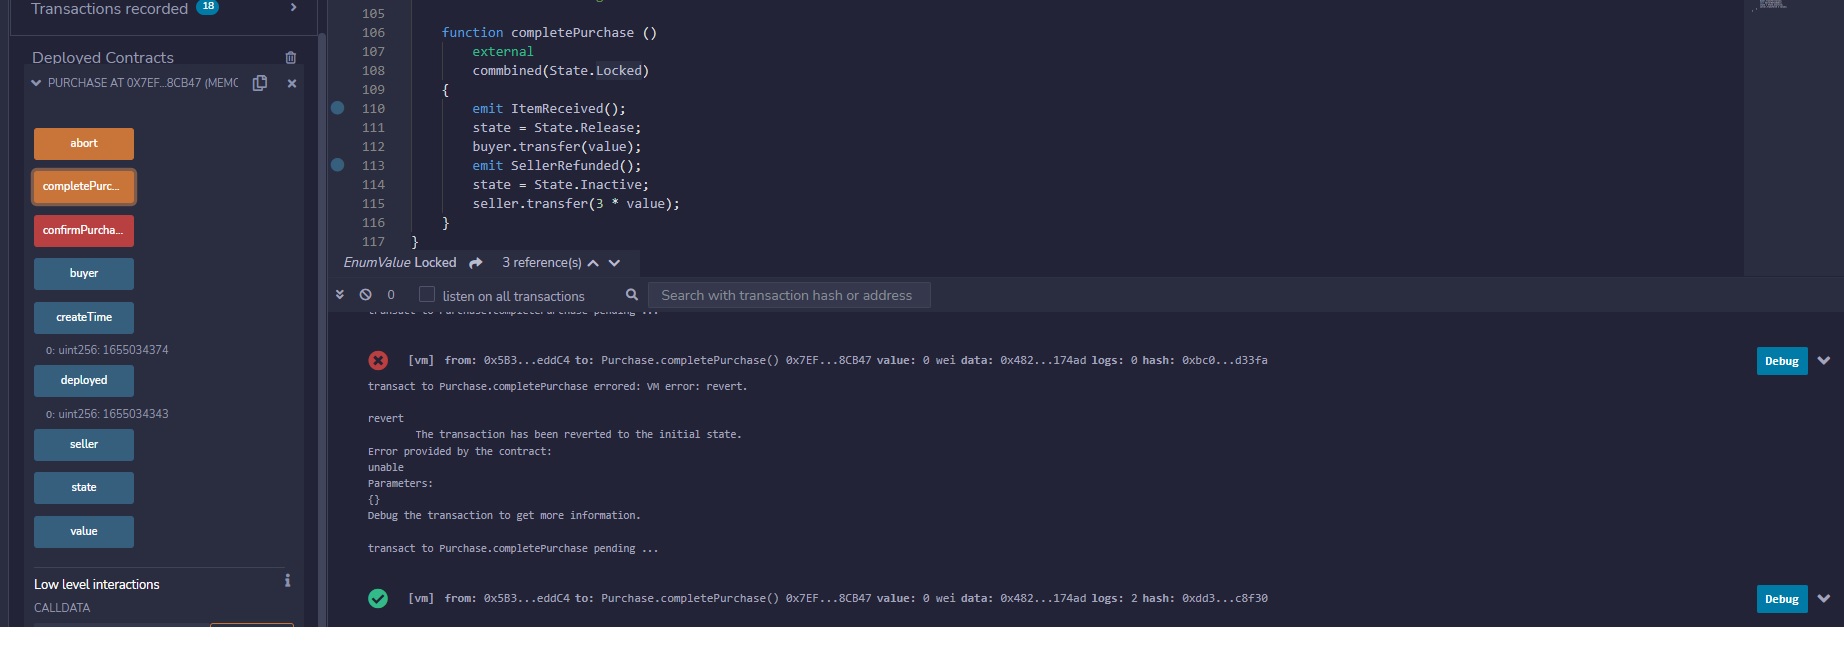 Transactions recorded 18
Deployed Contracts
PURCHASE AT 0X7EF...8CB47 (MEMC
abort
completePurc...
confirmPurcha...
buyer
createTime
0: uint256: 1655034374
deployed
0: uint256: 1655034343
seller
state
value
Low level interactions
CALLDATA
105
106 function completePurchase ()
107 external
108 commbined(State.Locked)
109 {
110 emit ItemReceived();
111 state = State.Release;
112 buyer.transfer(value);
113 emit SellerRefunded();
114 state = State.Inactive;
115 seller.transfer(3 * value);
116 }
117 }
EnumValue Locked 3 reference(s)
0 listen on all transactions Search with transaction hash or address
transact to Purchase.completePurchase pending ...
[vm] from: 0x5B3...eddC4 to: Purchase.completePurchase() 0x7EF...8CB47 value: 0 wei data: 0x482...174ad logs: 0 hash: 0xbc0...d33fa Debug
transact to Purchase.completePurchase errored: VM error: revert.
revert
The transaction has been reverted to the initial state.
Error provided by the contract:
unable
Parameters:
{}
Debug the transaction to get more information.
transact to Purchase.completePurchase pending ...
[vm] from: 0x5B3...eddC4 to: Purchase.completePurchase() 0x7EF...8CB47 value: 0 wei data: 0x482...174ad logs: 2 hash: 0xdd3...c8f30 Debug